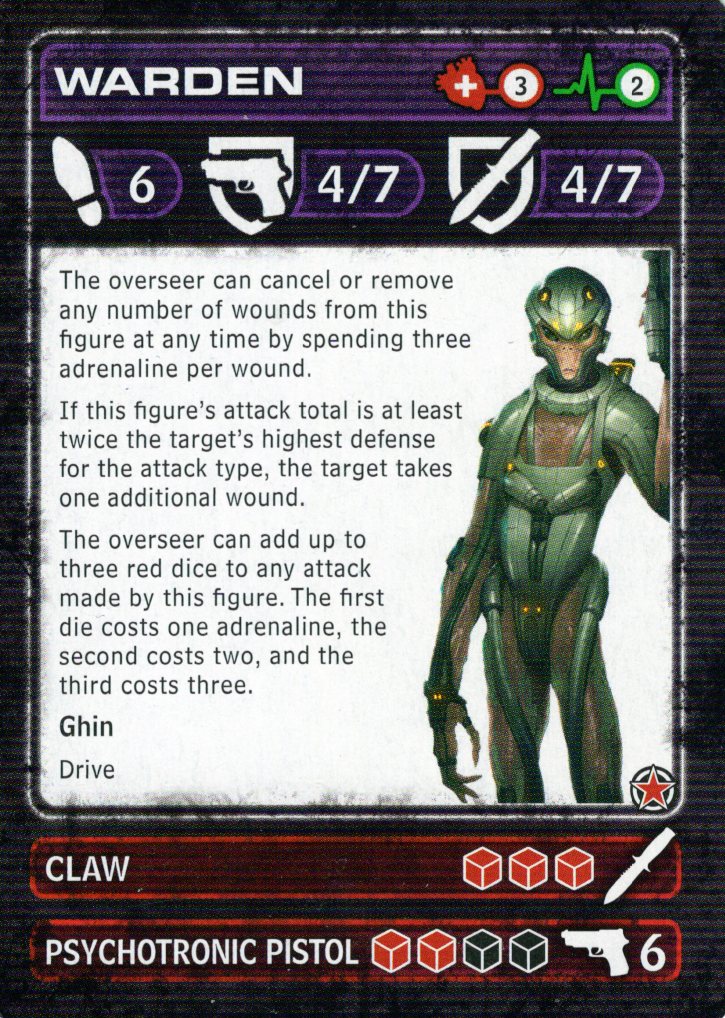 WARDEN 3 2
6 4/7 4/7
The overseer can cancel or remove
any number of wounds from this
figure at any time by spending three
adrenaline per wound.
If this figure's attack total is at least
twice the target's highest defense
for the attack type, the target takes
one additional wound.
The overseer can add up to
three red dice to any attack
made by this figure. The first
die costs one adrenaline, the
second costs two, and the
third costs three.
Ghin
Drive
CLAW
PSYCHOTRONIC PISTOL 6